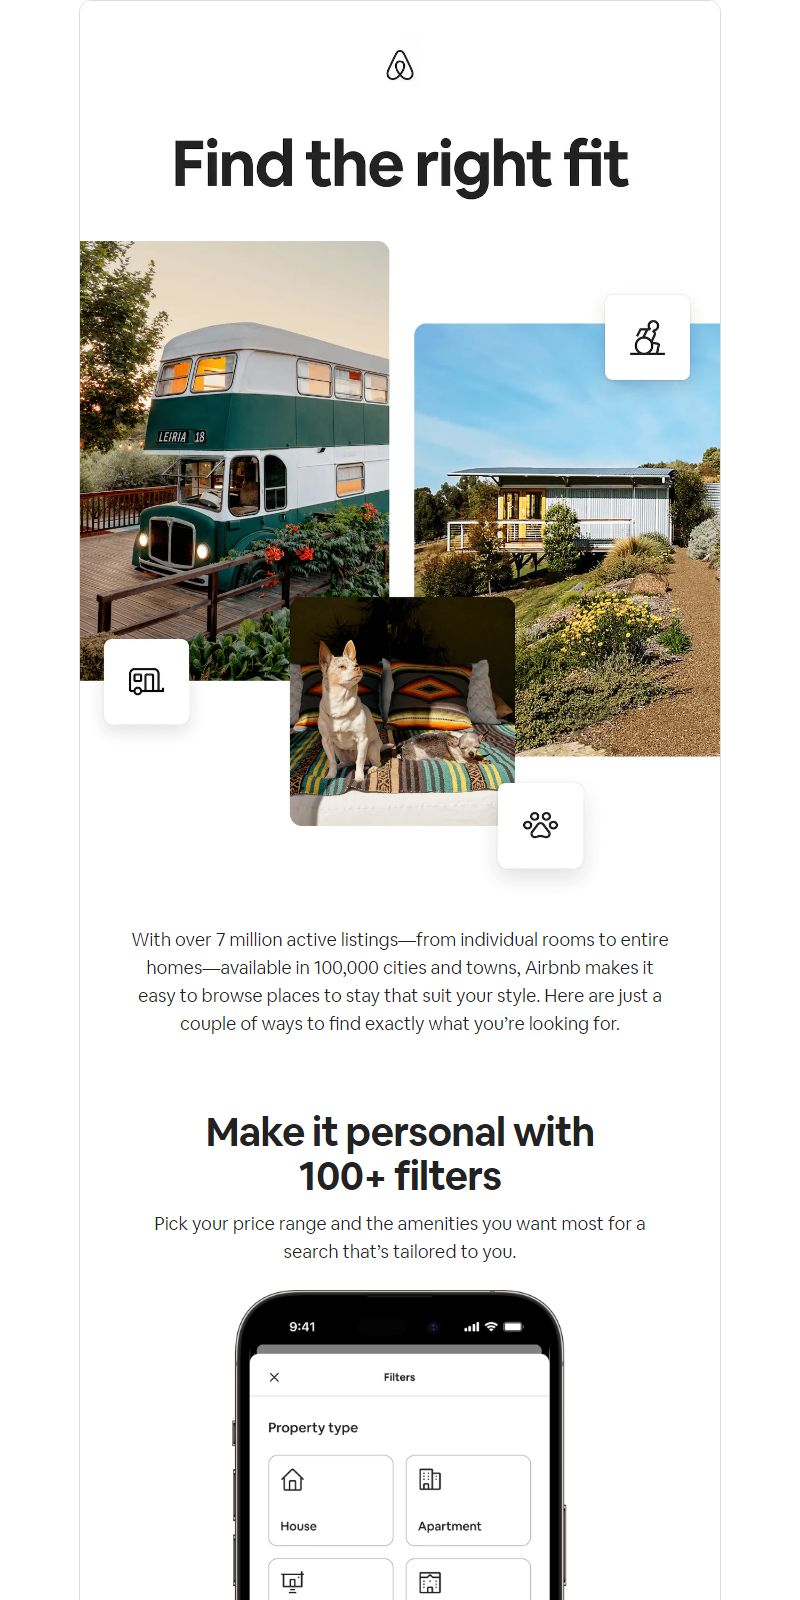 Find the right fit
LEIRIA 18
With over 7 million active listings—from individual rooms to entire
homes—available in 100,000 cities and towns, Airbnb makes it
easy to browse places to stay that suit your style. Here are just a
couple of ways to find exactly what you’re looking for.
Make it personal with
100+ filters
Pick your price range and the amenities you want most for a
search that’s tailored to you.
9:41
Filters
Property type
House
Apartment